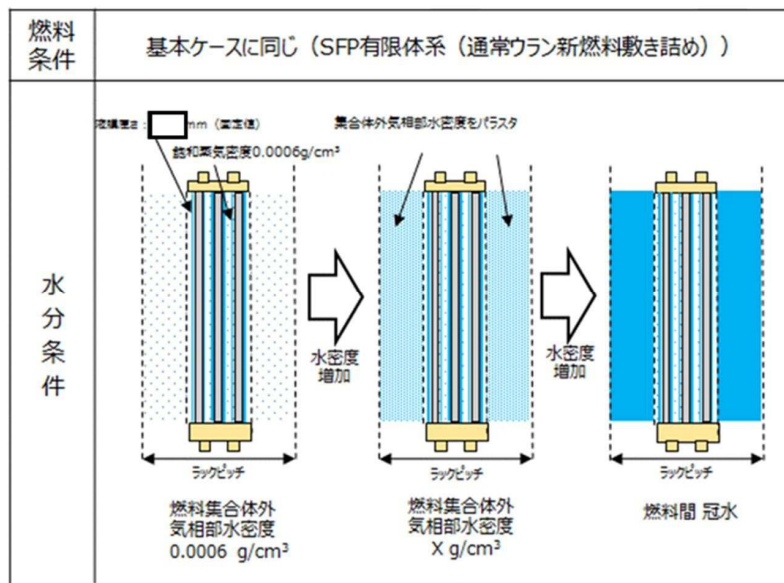 燃料
条件
基本ケースに同じ（SFP有限体系（通常ウラン新燃料敷き詰め））
水
分
条
件
液膜厚さ： mm（固定値）
飽和蒸気密度0.0006g/cm³
集合体外気相部水密度をパラスタ
水密度
増加
水密度
増加
ラックピッチ
ラックピッチ
ラックピッチ
燃料集合体外
気相部水密度
0.0006 g/cm³
燃料集合体外
気相部水密度
X g/cm³
燃料間 冠水